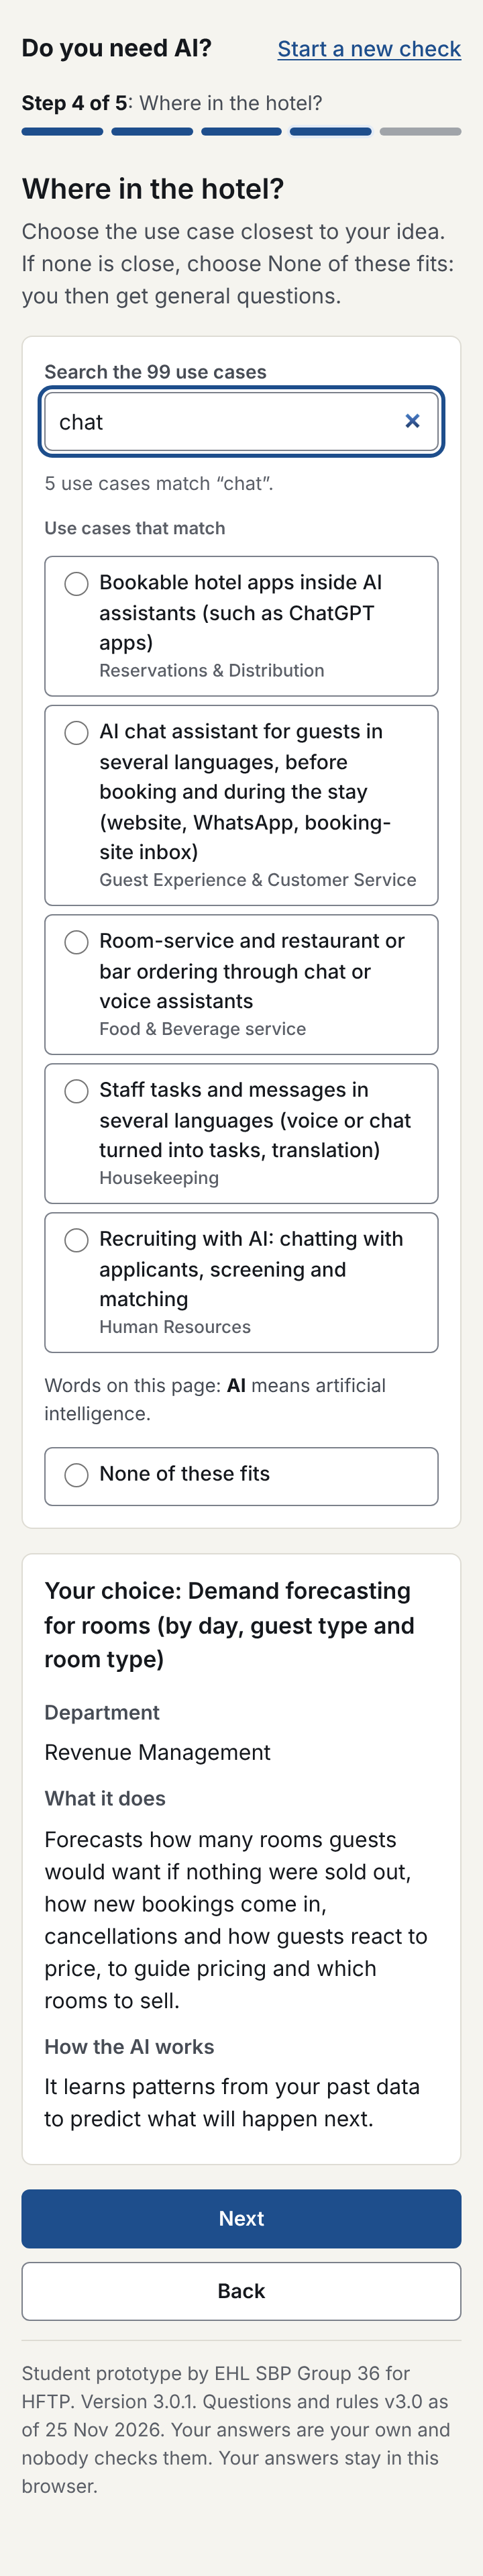 Do you need AI?
Start a new check
Step 4 of 5: Where in the hotel?
Where in the hotel?
Choose the use case closest to your idea.
If none is close, choose None of these fits:
you then get general questions.
Search the 99 use cases
chat
5 use cases match “chat”.
Use cases that match
Bookable hotel apps inside AI
assistants (such as ChatGPT
apps)
Reservations & Distribution
AI chat assistant for guests in
several languages, before
booking and during the stay
(website, WhatsApp, booking-
site inbox)
Guest Experience & Customer Service
Room-service and restaurant or
bar ordering through chat or
voice assistants
Food & Beverage service
Staff tasks and messages in
several languages (voice or chat
turned into tasks, translation)
Housekeeping
Recruiting with AI: chatting with
applicants, screening and
matching
Human Resources
Words on this page: AI means artificial
intelligence.
None of these fits
Your choice: Demand forecasting
for rooms (by day, guest type and
room type)
Department
Revenue Management
What it does
Forecasts how many rooms guests
would want if nothing were sold out,
how new bookings come in,
cancellations and how guests react to
price, to guide pricing and which
rooms to sell.
How the AI works
It learns patterns from your past data
to predict what will happen next.
Next
Back
Student prototype by EHL SBP Group 36 for
HFTP. Version 3.0.1. Questions and rules v3.0 as
of 25 Nov 2026. Your answers are your own and
nobody checks them. Your answers stay in this
browser.